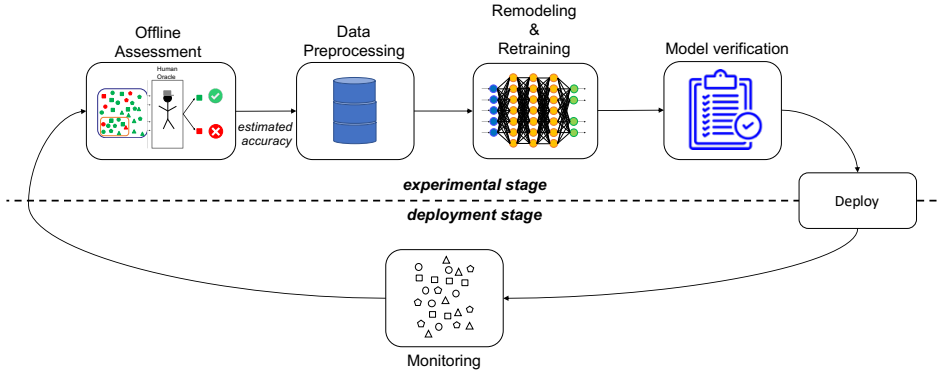 Offline
Assessment
Human
Oracle
estimated
accuracy
Data
Preprocessing
Remodeling
&
Retraining
Model verification
experimental stage
deployment stage
Deploy
Monitoring